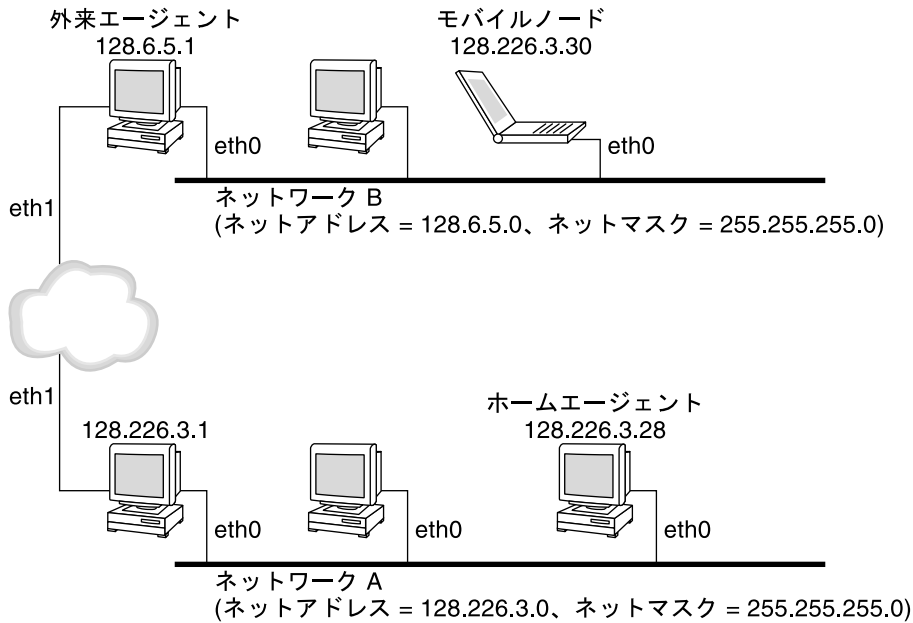 外来エージェント
128.6.5.1
モバイルノード
128.226.3.30
eth0
eth0
ネットワーク B
(ネットアドレス = 128.6.5.0、ネットマスク = 255.255.255.0)
eth1
eth1
128.226.3.1
ホームエージェント
128.226.3.28
eth0
eth0
eth0
ネットワーク A
(ネットアドレス = 128.226.3.0、ネットマスク = 255.255.255.0)